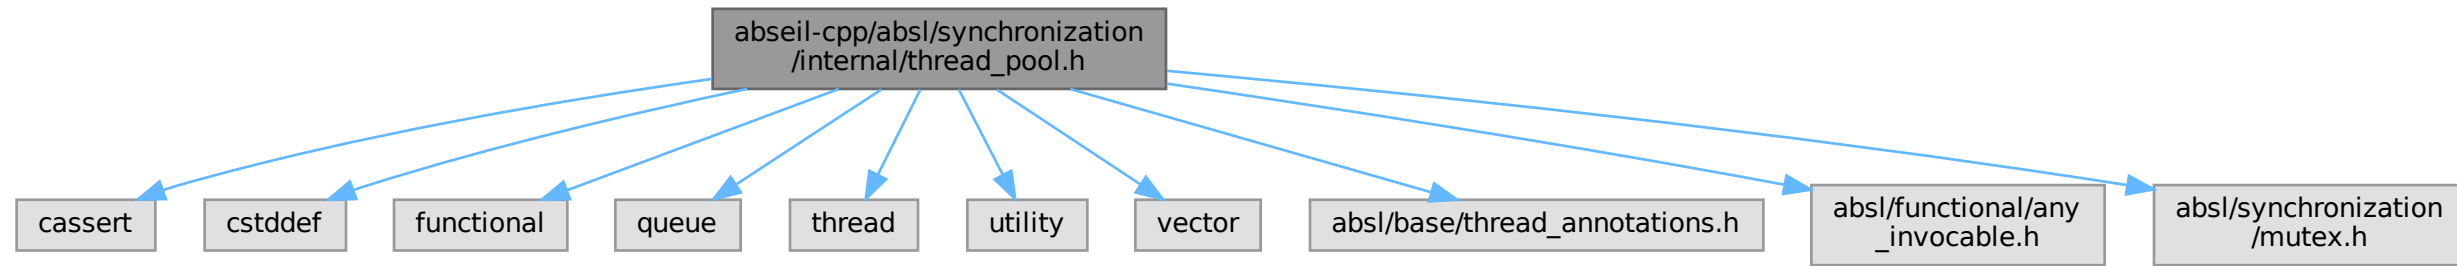 abseil-cpp/absl/synchronization
/internal/thread_pool.h
cassert
cstddef
functional
queue
thread
utility
vector
absl/base/thread_annotations.h
absl/functional/any
_invocable.h
absl/synchronization
/mutex.h